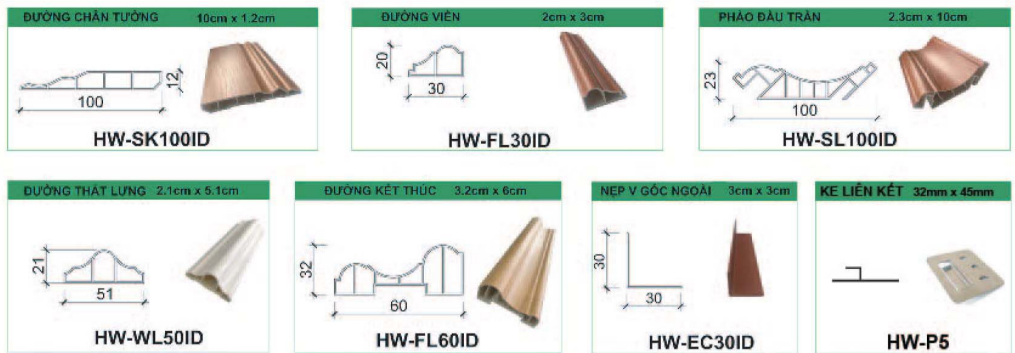 ĐƯỜNG CHÂN TƯỜNG 10cm x 1.2cm
12
100
HW-SK100ID
ĐƯỜNG VIỀN 2cm x 3cm
20
30
HW-FL30ID
PHÀO ĐẦU TRẦN 2.3cm x 10cm
23
100
HW-SL100ID
ĐƯỜNG THẮT LƯNG 2.1cm x 5.1cm
21
51
HW-WL50ID
ĐƯỜNG KẾT THÚC 3.2cm x 6cm
32
60
HW-FL60ID
NẸP V GÓC NGOÀI 3cm x 3cm
30
30
HW-EC30ID
KE LIÊN KẾT 32mm x 45mm
HW-P5